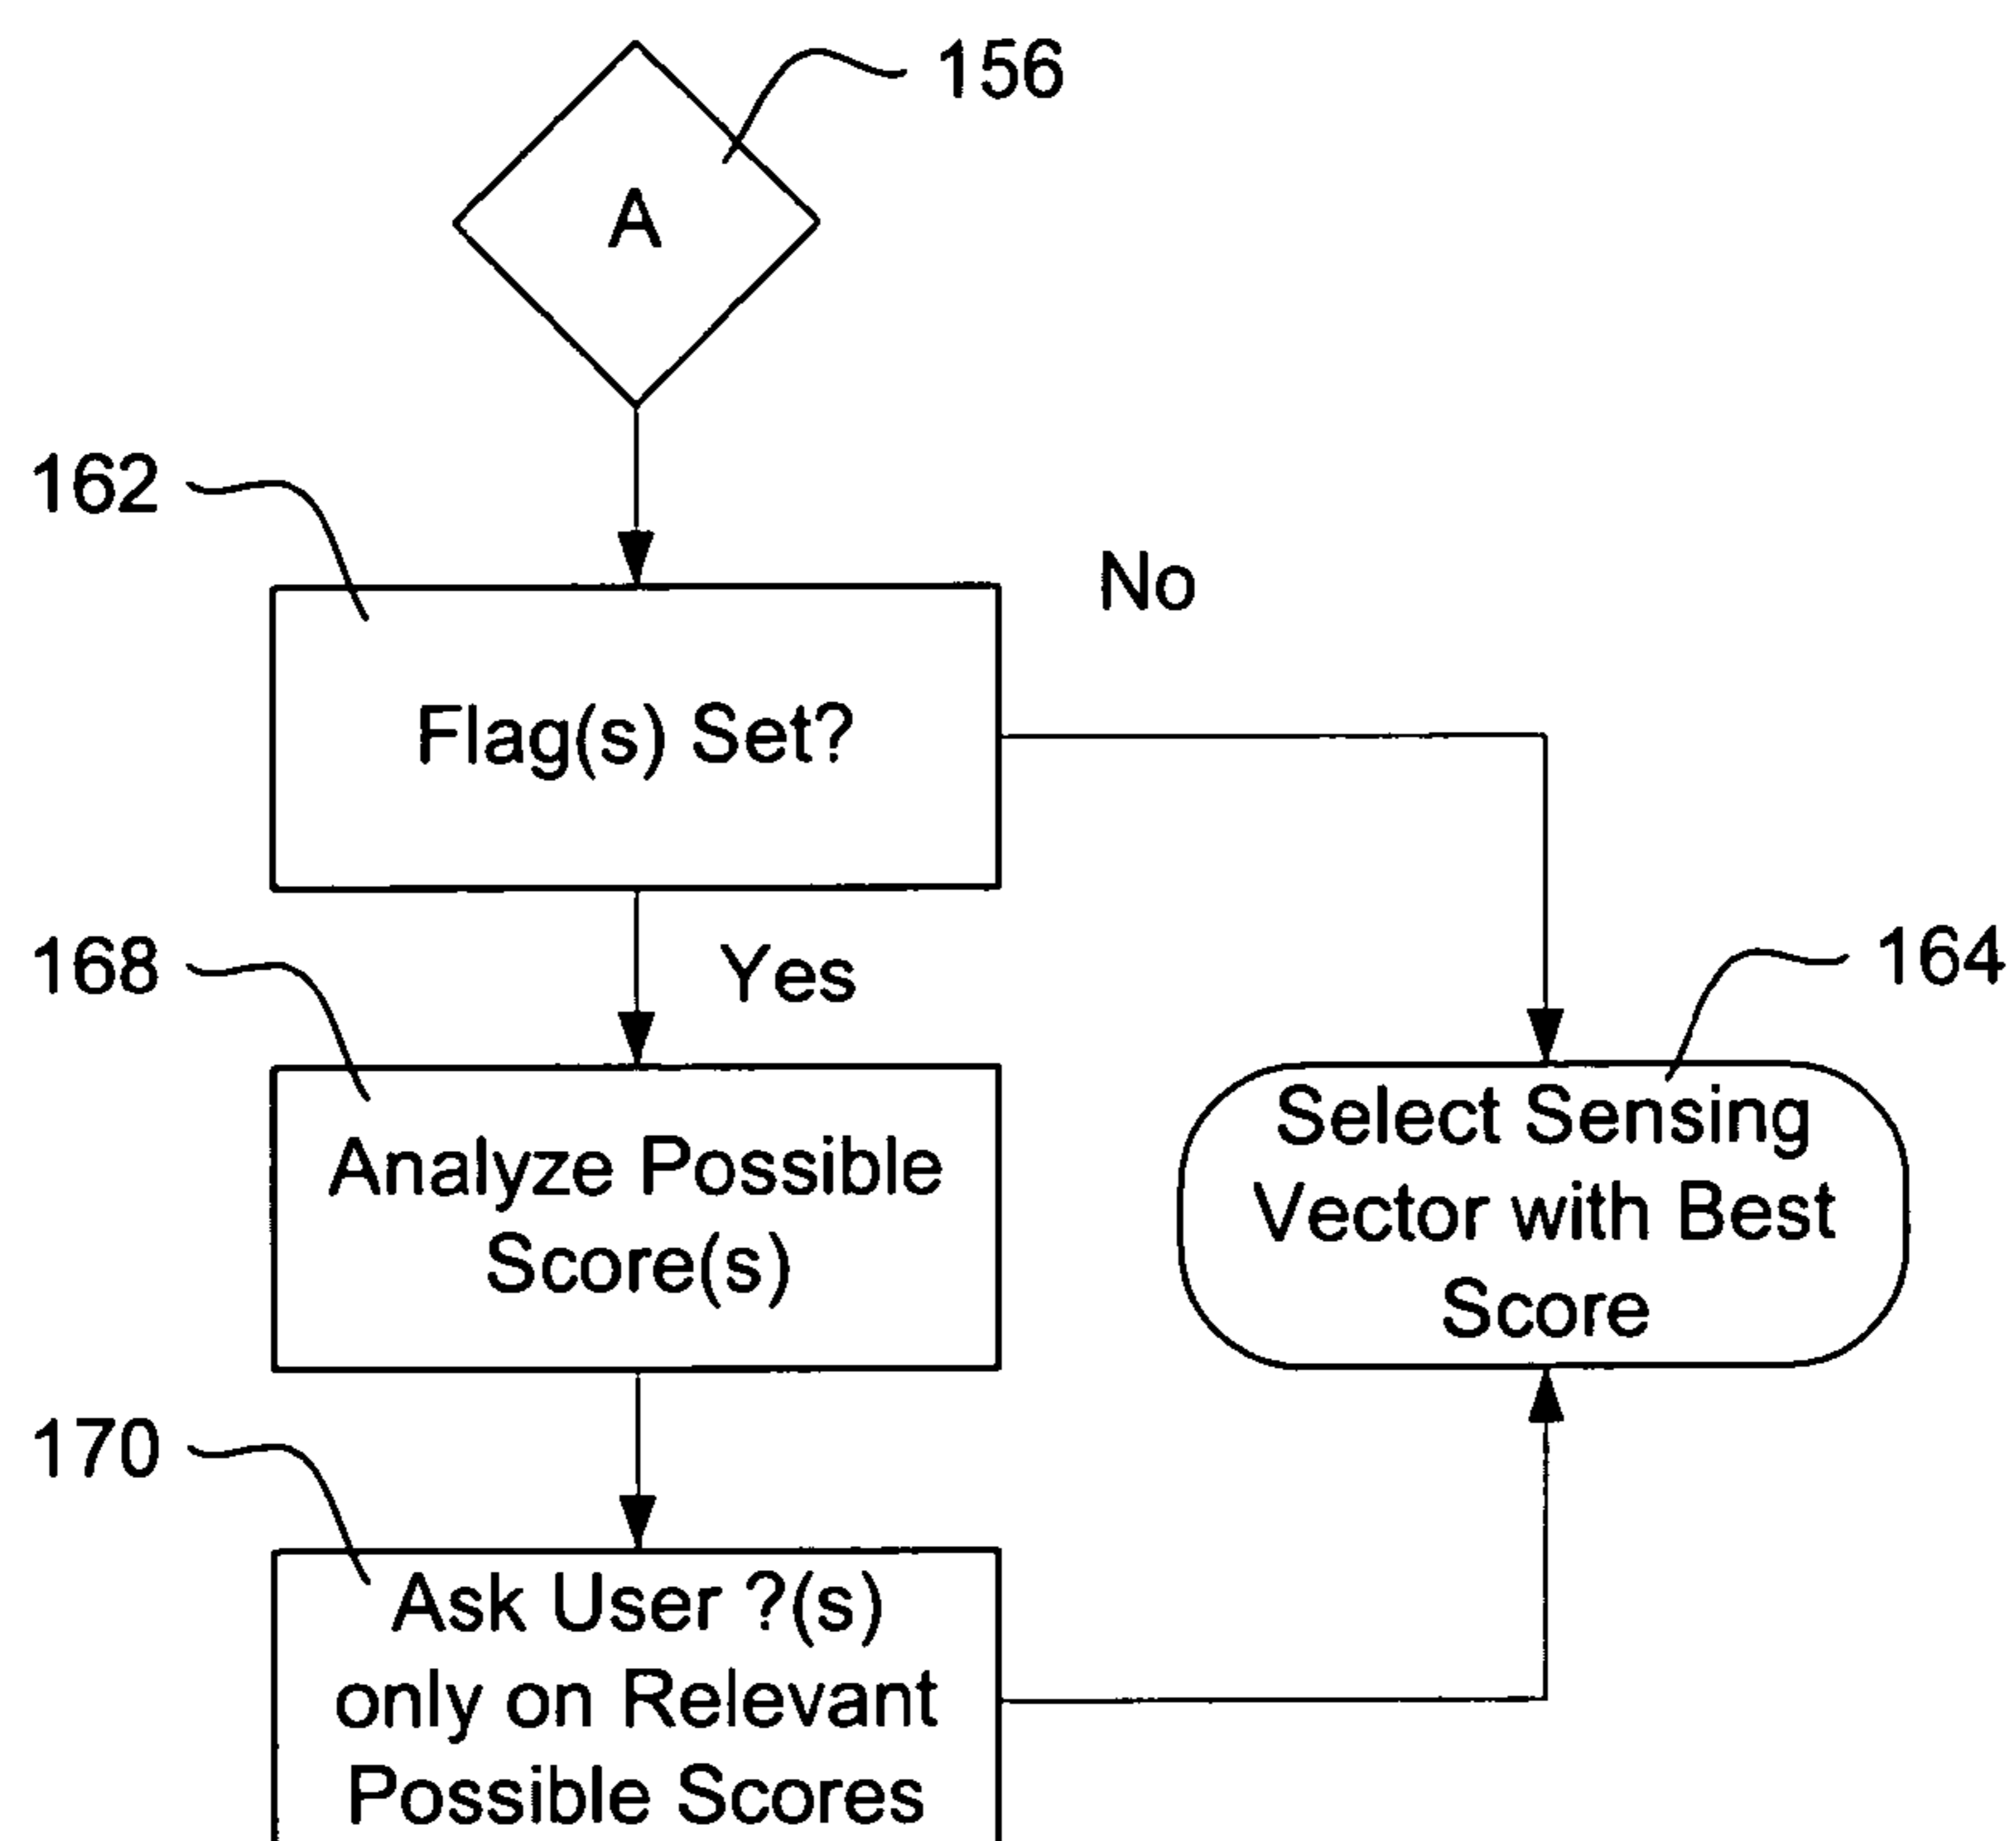 156
A
162
No
Flag(s) Set?
168
Yes
164
Analyze Possible
Score(s)
Select Sensing
Vector with Best
Score
170
Ask User ?(s)
only on Relevant
Possible Scores